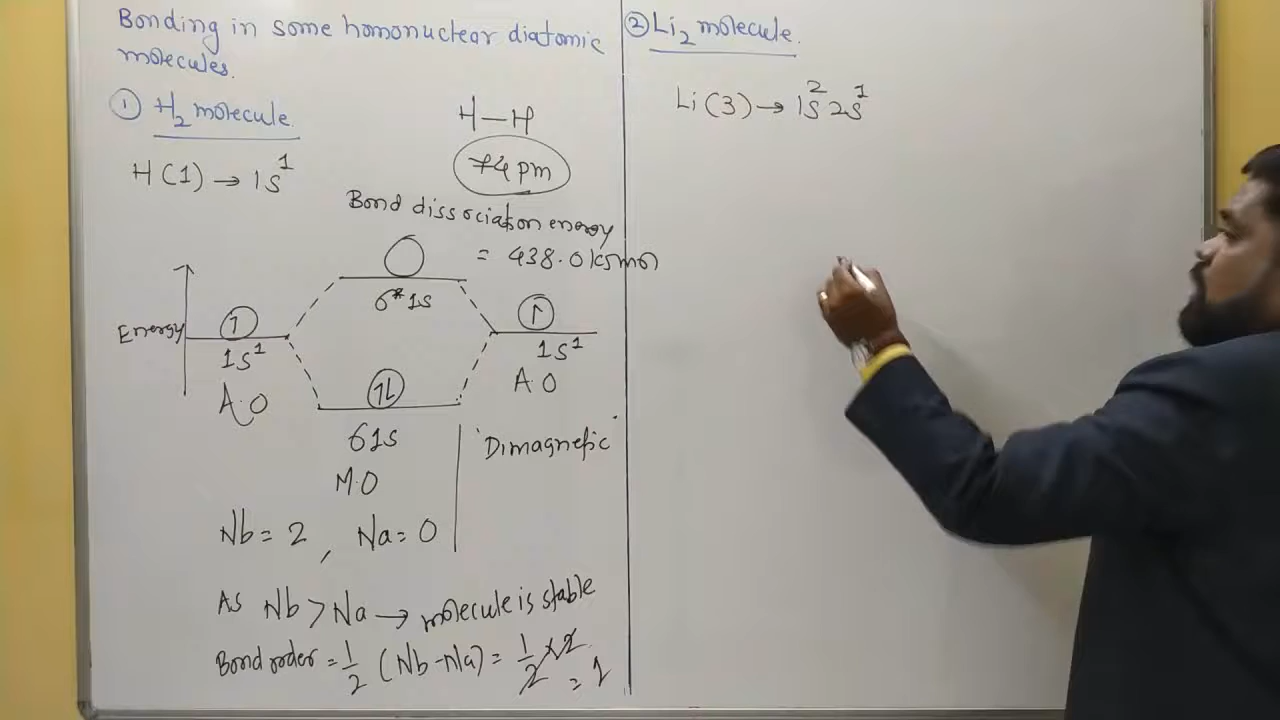 Bonding in some homonuclear diatomic
molecules.
① H₂ molecule.
H (1) → 1s¹
H–H
74 pm
Bond dissociation energy
= 438.0 kJ mol
Energy
1
σ*1s
↿
1s¹
1s¹
A.O
A.O
↿⇂
σ1s
M.O
'Dimagnetic'
Nb = 2 , Na = 0
As Nb > Na → molecule is stable
Bond order = 1/2 (Nb - Na) = 1/2 × 2
= 1
② Li₂ molecule.
Li (3) → 1s² 2s¹